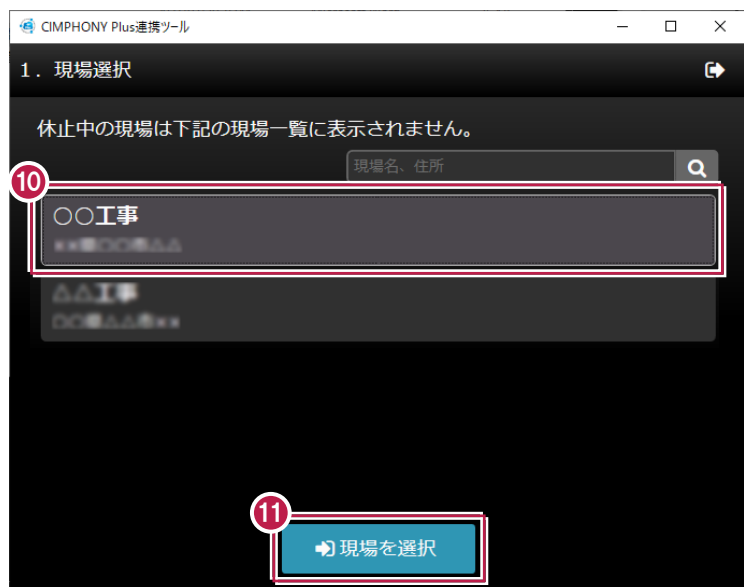 CIMPHONY Plus連携ツール
1．現場選択
休止中の現場は下記の現場一覧に表示されません。
現場名、住所
10
○○工事
△△工事
11
現場を選択